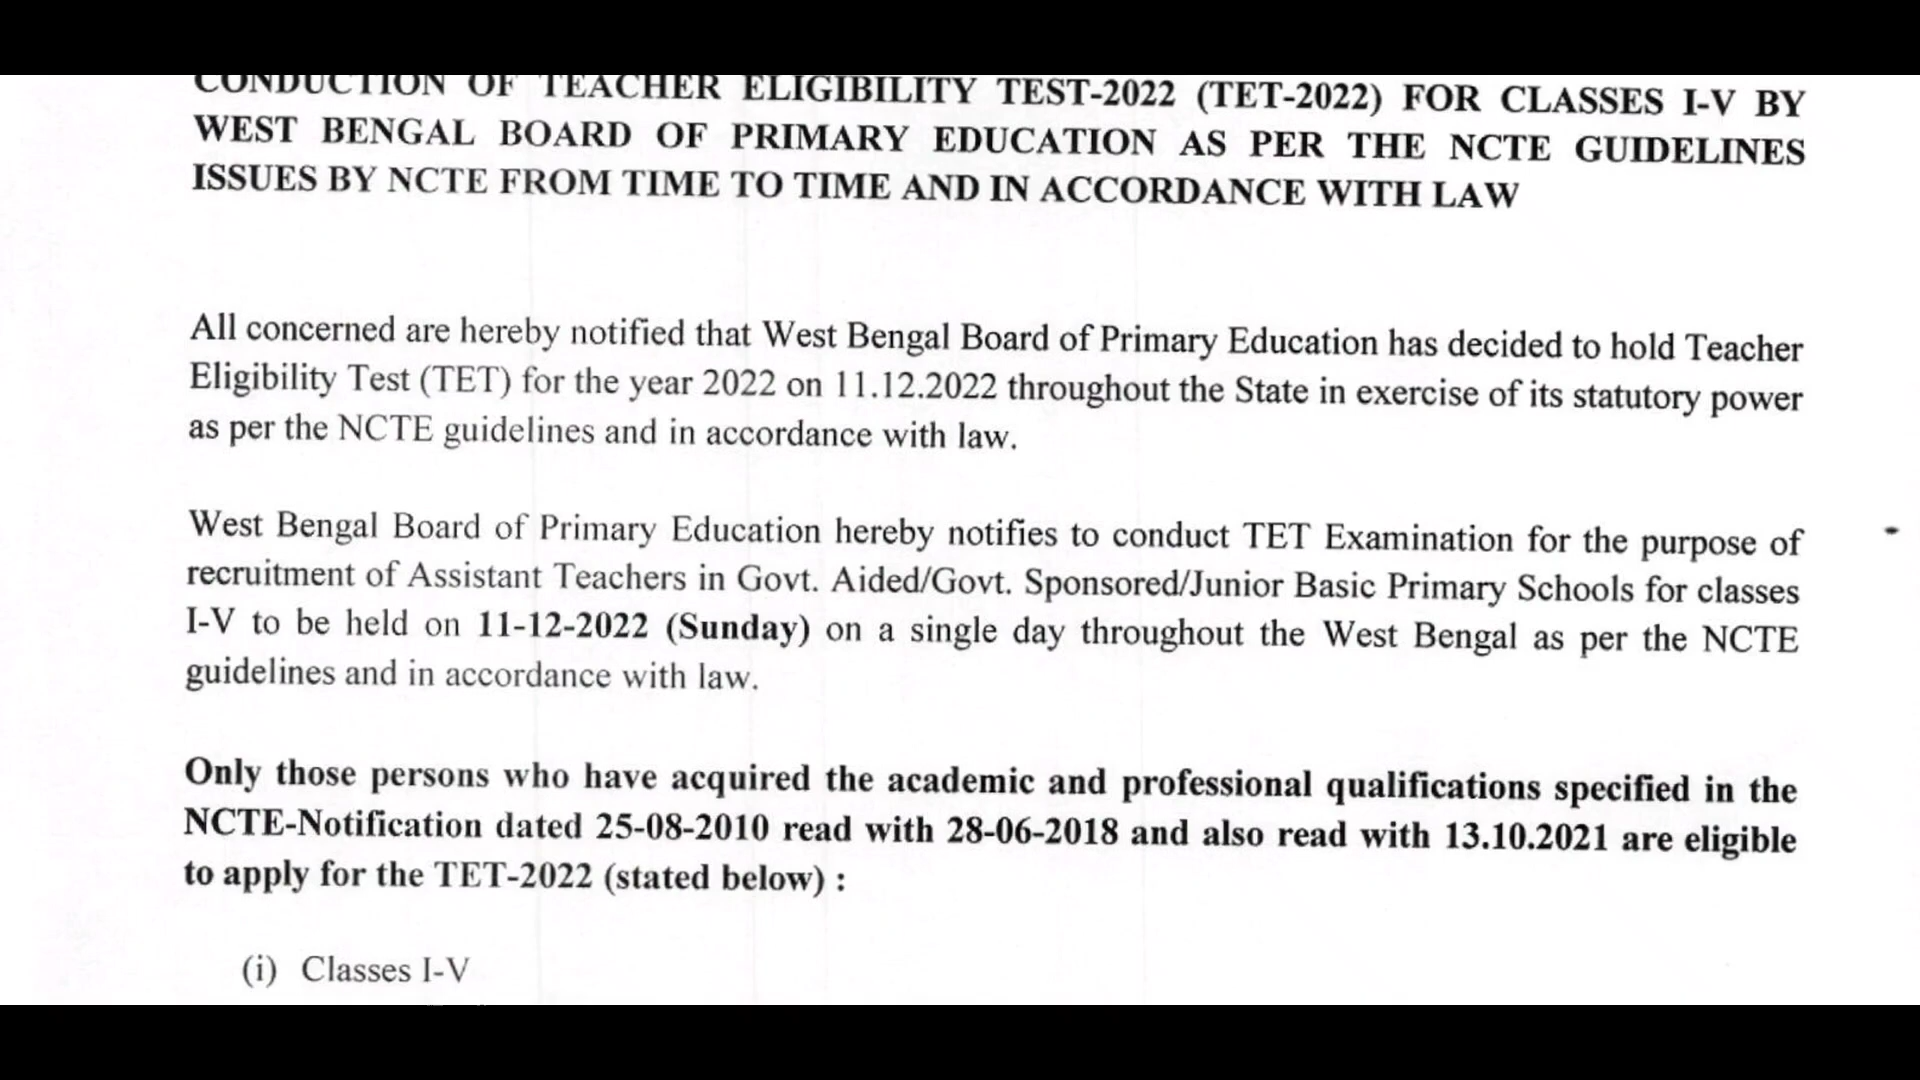 CONDUCTION OF TEACHER ELIGIBILITY TEST-2022 (TET-2022) FOR CLASSES I-V BY
WEST BENGAL BOARD OF PRIMARY EDUCATION AS PER THE NCTE GUIDELINES
ISSUES BY NCTE FROM TIME TO TIME AND IN ACCORDANCE WITH LAW
All concerned are hereby notified that West Bengal Board of Primary Education has decided to hold Teacher
Eligibility Test (TET) for the year 2022 on 11.12.2022 throughout the State in exercise of its statutory power
as per the NCTE guidelines and in accordance with law.
West Bengal Board of Primary Education hereby notifies to conduct TET Examination for the purpose of
recruitment of Assistant Teachers in Govt. Aided/Govt. Sponsored/Junior Basic Primary Schools for classes
I-V to be held on 11-12-2022 (Sunday) on a single day throughout the West Bengal as per the NCTE
guidelines and in accordance with law.
Only those persons who have acquired the academic and professional qualifications specified in the
NCTE-Notification dated 25-08-2010 read with 28-06-2018 and also read with 13.10.2021 are eligible
to apply for the TET-2022 (stated below) :
(i) Classes I-V